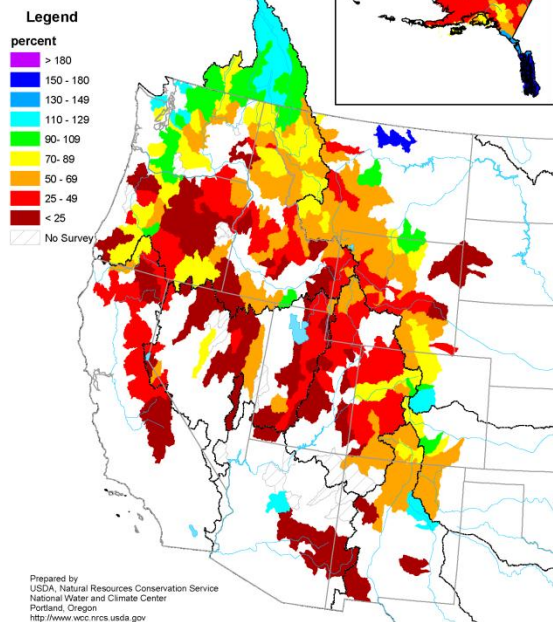 Legend
percent
> 180
150 - 180
130 - 149
110 - 129
90- 109
70 - 89
50 - 69
25 - 49
< 25
No Survey
Prepared by
USDA, Natural Resources Conservation Service
National Water and Climate Center
Portland, Oregon
http://www.wcc.nrcs.usda.gov